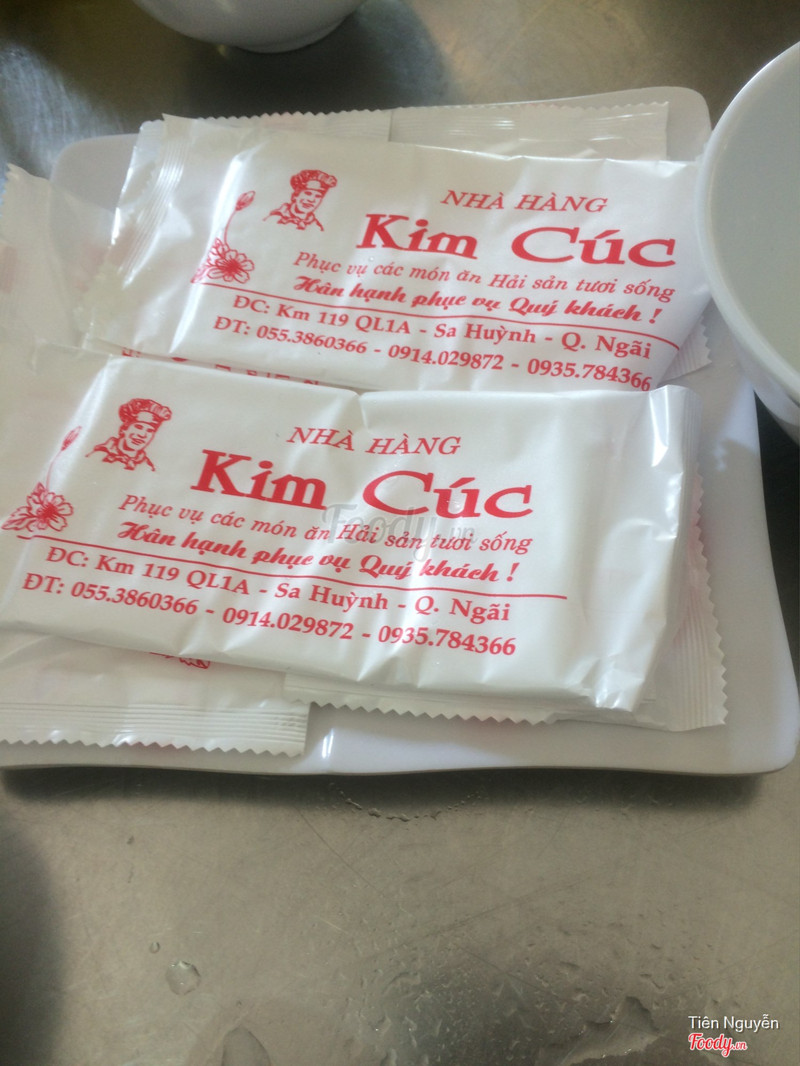 NHÀ HÀNG
Kim Cúc
Phục vụ các món ăn Hải sản tươi sống
Hân hạnh phục vụ Quý khách !
ĐC: Km 119 QL1A - Sa Huỳnh - Q. Ngãi
ĐT: 055.3860366 - 0914.029872 - 0935.784366
NHÀ HÀNG
Kim Cúc
Phục vụ các món ăn Hải sản tươi sống
Hân hạnh phục vụ Quý khách !
ĐC: Km 119 QL1A - Sa Huỳnh - Q. Ngãi
ĐT: 055.3860366 - 0914.029872 - 0935.784366
Foody.vn
Tiên Nguyễn
Foody.vn